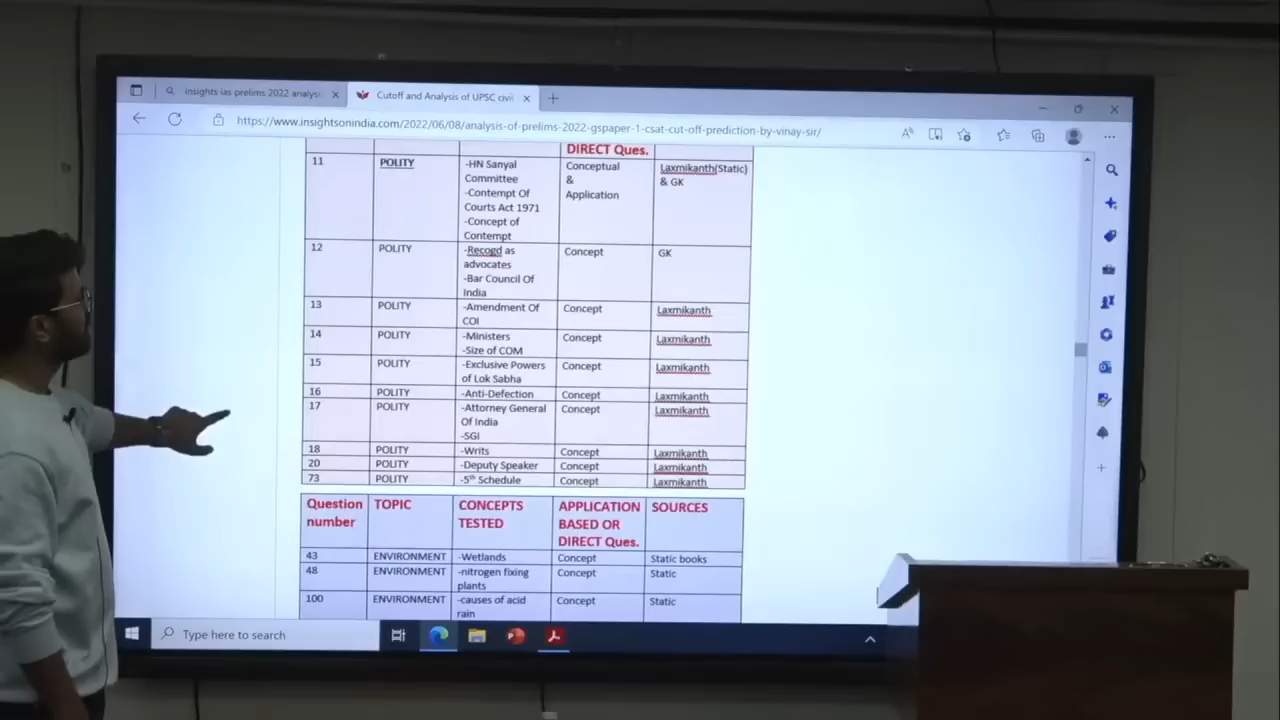 insights ias prelims 2022 analysi
Cutoff and Analysis of UPSC civil
https://www.insightsonindia.com/2022/06/08/analysis-of-prelims-2022-gspaper-1-csat-cut-off-prediction-by-vinay-sir/
DIRECT Ques.
11 POLITY -HN Sanyal Conceptual Laxmikanth(Static)
Committee & & GK
-Contempt Of Application
Courts Act 1971
-Concept of
Contempt
12 POLITY -Recogd as Concept GK
advocates
-Bar Council Of
India
13 POLITY -Amendment Of Concept Laxmikanth
COI
14 POLITY -Ministers Concept Laxmikanth
-Size of COM
15 POLITY -Exclusive Powers Concept Laxmikanth
of Lok Sabha
16 POLITY -Anti-Defection Concept Laxmikanth
17 POLITY -Attorney General Concept Laxmikanth
Of India
-SGI
18 POLITY -Writs Concept Laxmikanth
20 POLITY -Deputy Speaker Concept Laxmikanth
73 POLITY -5th Schedule Concept Laxmikanth
Question TOPIC CONCEPTS APPLICATION SOURCES
number TESTED BASED OR
DIRECT Ques.
43 ENVIRONMENT -Wetlands Concept Static books
48 ENVIRONMENT -nitrogen fixing Concept Static
plants
100 ENVIRONMENT -causes of acid Concept Static
rain
Type here to search